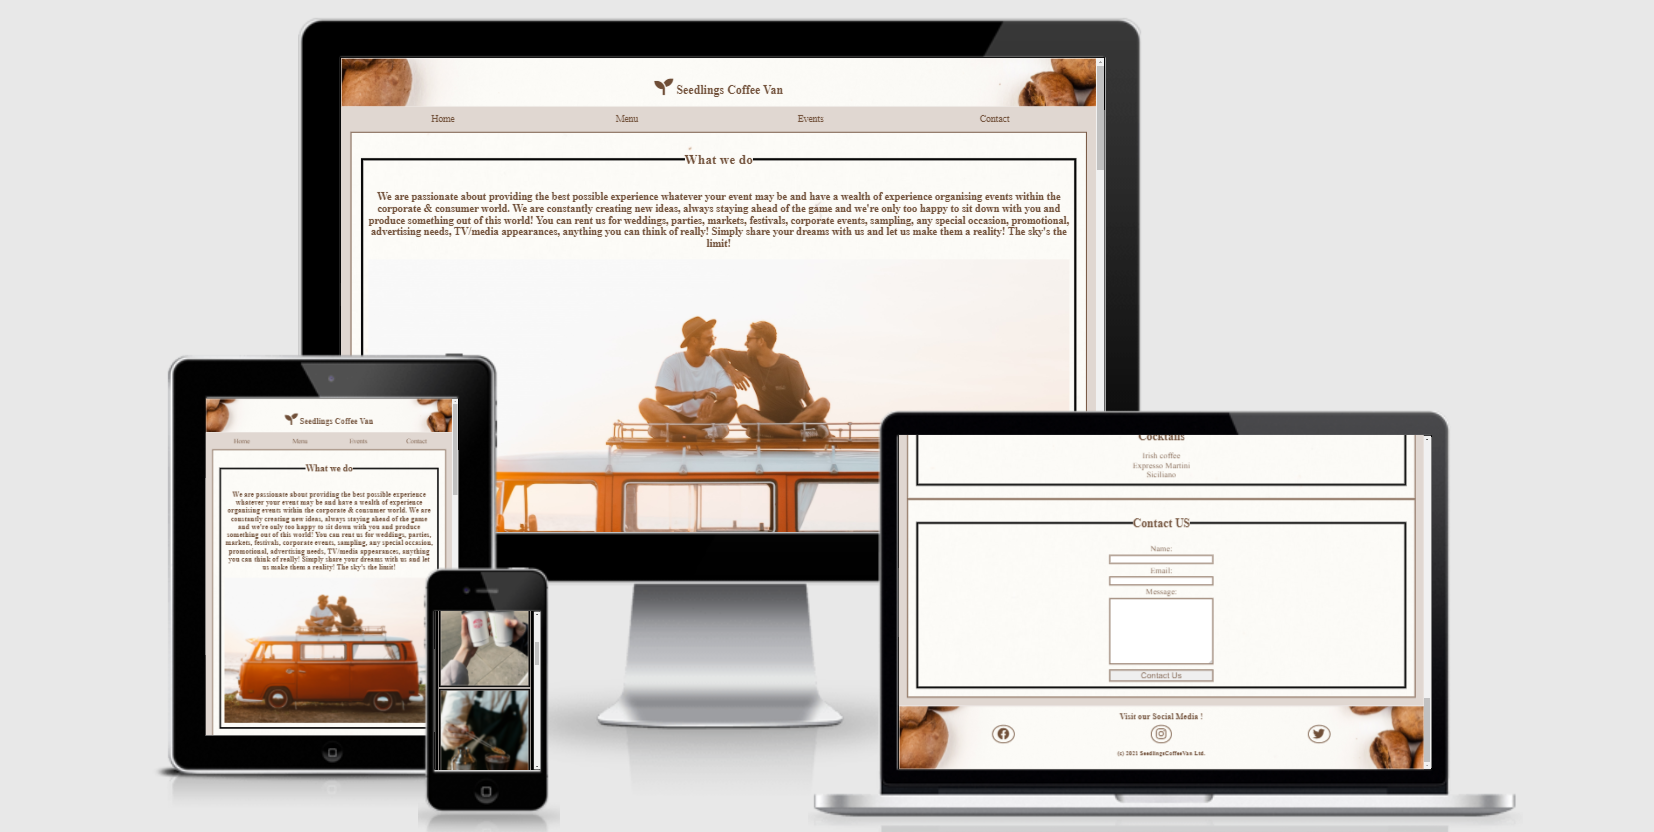 Seedlings Coffee Van
Home Menu Events Contact
What we do
We are passionate about providing the best possible experience whatever your event may be and have a wealth of experience organising events within the
corporate & consumer world. We are constantly creating new ideas, always staying ahead of the game and we're only too happy to sit down with you and
produce something out of this world! You can rent us for weddings, parties, markets, festivals, corporate events, sampling, any special occasion, promotional,
advertising needs, TV/media appearances, anything you can think of really! Simply share your dreams with us and let us make them a reality! The sky's the
limit!
Seedlings Coffee Van
Home Menu Events Contact
What we do
We are passionate about providing the best possible experience
whatever your event may be and have a wealth of experience
organising events within the corporate & consumer world. We are
constantly creating new ideas, always staying ahead of the game
and we're only too happy to sit down with you and produce
something out of this world! You can rent us for weddings, parties,
markets, festivals, corporate events, sampling, any special occasion,
promotional, advertising needs, TV/media appearances, anything
you can think of really! Simply share your dreams with us and let
us make them a reality! The sky's the limit!
Cocktails
Irish coffee
Expresso Martini
Siciliano
Contact US
Name:
Email:
Message:
Contact Us
Visit our Social Media !
(c) 2021 SeedlingsCoffeeVan Ltd.